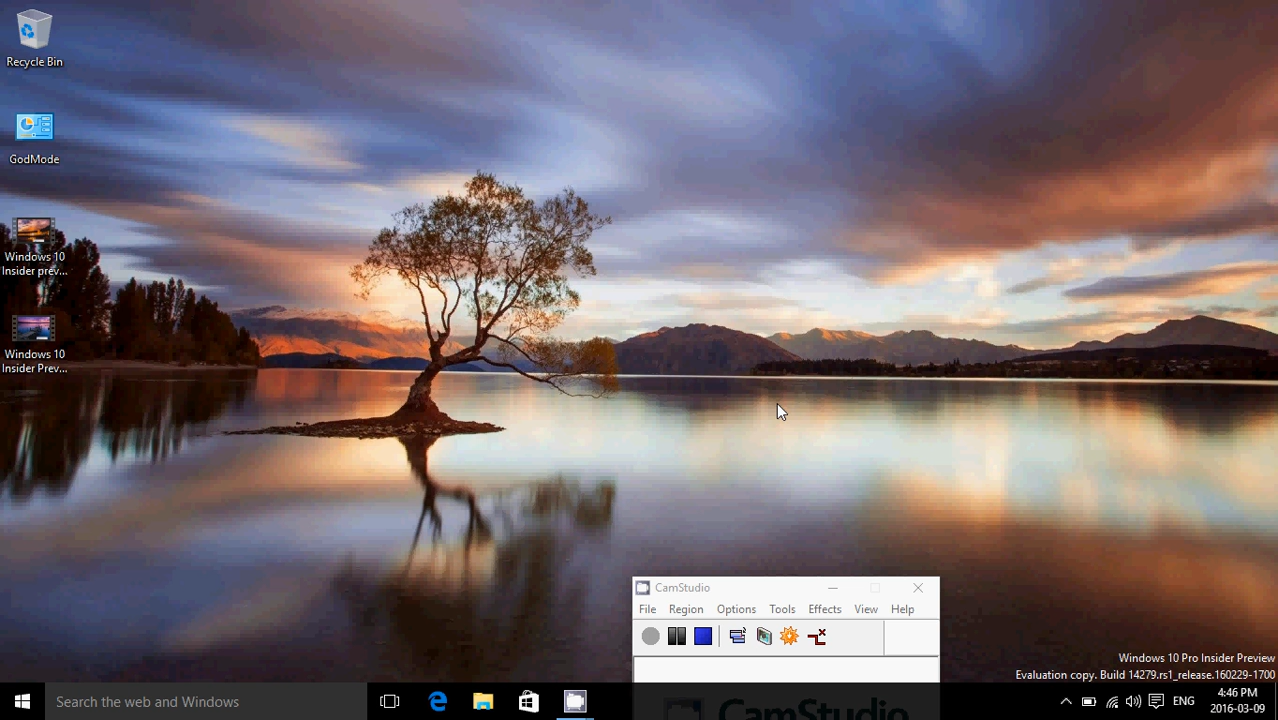 Recycle Bin
GodMode
Windows 10
Insider prev...
Windows 10
Insider Prev...
CamStudio
File Region Options Tools Effects View Help
CamStudio
Windows 10 Pro Insider Preview
Evaluation copy. Build 14279.rs1_release.160229-1700
Search the web and Windows
ENG
4:46 PM
2016-03-09